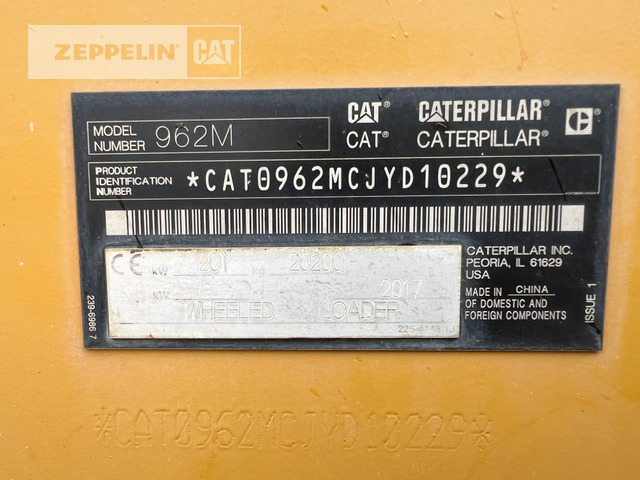 ZEPPELIN CAT
CAT CATERPILLAR C
MODEL NUMBER 962M CAT CATERPILLAR
PRODUCT IDENTIFICATION NUMBER *CAT0962MCJYD10229*
CE kW 201 kg 20200
kW 2017
WHEELED LOADER
CATERPILLAR INC.
PEORIA, IL 61629
USA
MADE IN CHINA
OF DOMESTIC AND
FOREIGN COMPONENTS
ISSUE 1
239-6986 7
*CAT0962MCJYD10229*